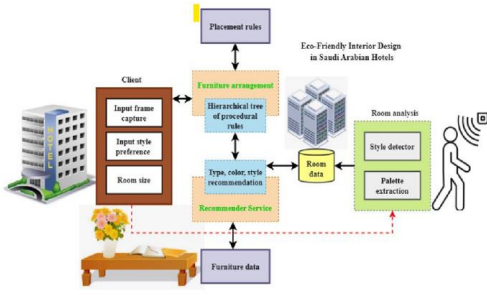 Placement rules
Eco-Friendly Interior Design
in Saudi Arabian Hotels
Client
Furniture arrangement
Room analysis
Input frame
capture
Hierarchical tree
of procedural
rules
HOTEL
Input style
preference
Style detector
Room size
Type, color, style
recommendation
Room
data
Palette
extraction
Recommender Service
Furniture data